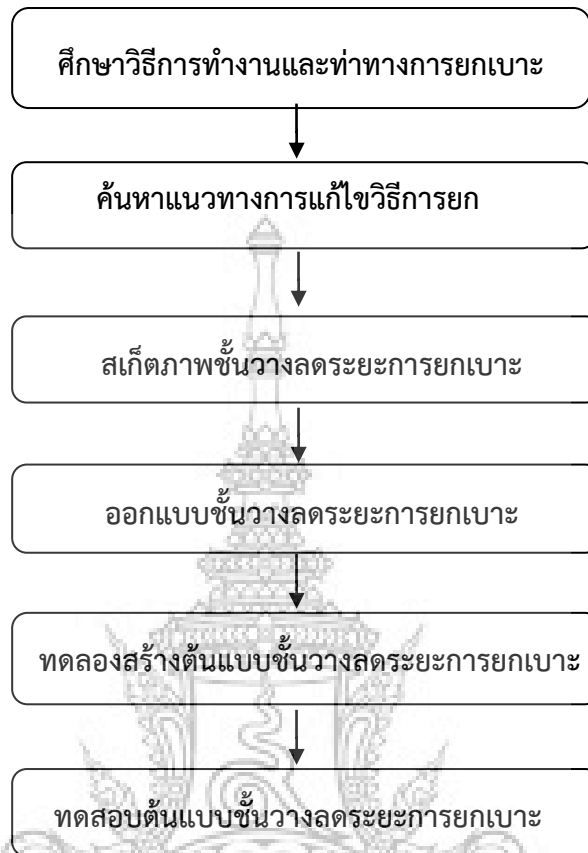 ศึกษาวิธีการทำงานและท่าทางการยกเบาะ
ค้นหาแนวทางการแก้ไขวิธีการยก
สเก็ตภาพชั้นวางลดระยะการยกเบาะ
ออกแบบชั้นวางลดระยะการยกเบาะ
ทดลองสร้างต้นแบบชั้นวางลดระยะการยกเบาะ
ทดสอบต้นแบบชั้นวางลดระยะการยกเบาะ